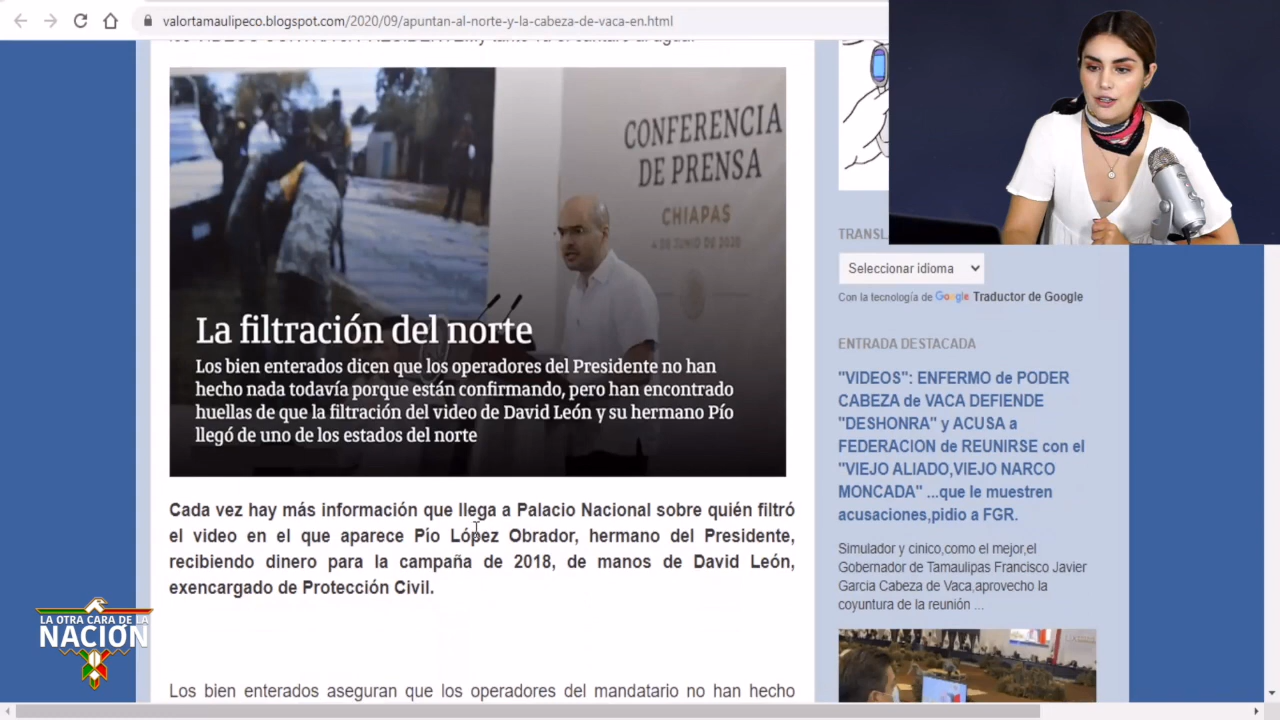 valortamaulipeco.blogspot.com/2020/09/apuntan-al-norte-y-la-cabeza-de-vaca-en.html
CONFERENCIA
DE PRENSA
CHIAPAS
4 DE JUNIO DE 2020
La filtración del norte
Los bien enterados dicen que los operadores del Presidente no han
hecho nada todavía porque están confirmando, pero han encontrado
huellas de que la filtración del video de David León y su hermano Pío
llegó de uno de los estados del norte
Cada vez hay más información que llega a Palacio Nacional sobre quién filtró
el video en el que aparece Pío López Obrador, hermano del Presidente,
recibiendo dinero para la campaña de 2018, de manos de David León,
exencargado de Protección Civil.
Los bien enterados aseguran que los operadores del mandatario no han hecho
Seleccionar idioma
Con la tecnología de Google Traductor de Google
ENTRADA DESTACADA
"VIDEOS": ENFERMO de PODER
CABEZA de VACA DEFIENDE
"DESHONRA" y ACUSA a
FEDERACION de REUNIRSE con el
"VIEJO ALIADO,VIEJO NARCO
MONCADA" ...que le muestren
acusaciones,pidio a FGR.
Simulador y cinico,como el mejor,el
Gobernador de Tamaulipas Francisco Javier
Garcia Cabeza de Vaca,aprovecho la
coyuntura de la reunión ...
LA OTRA CARA DE LA
NACIÓN